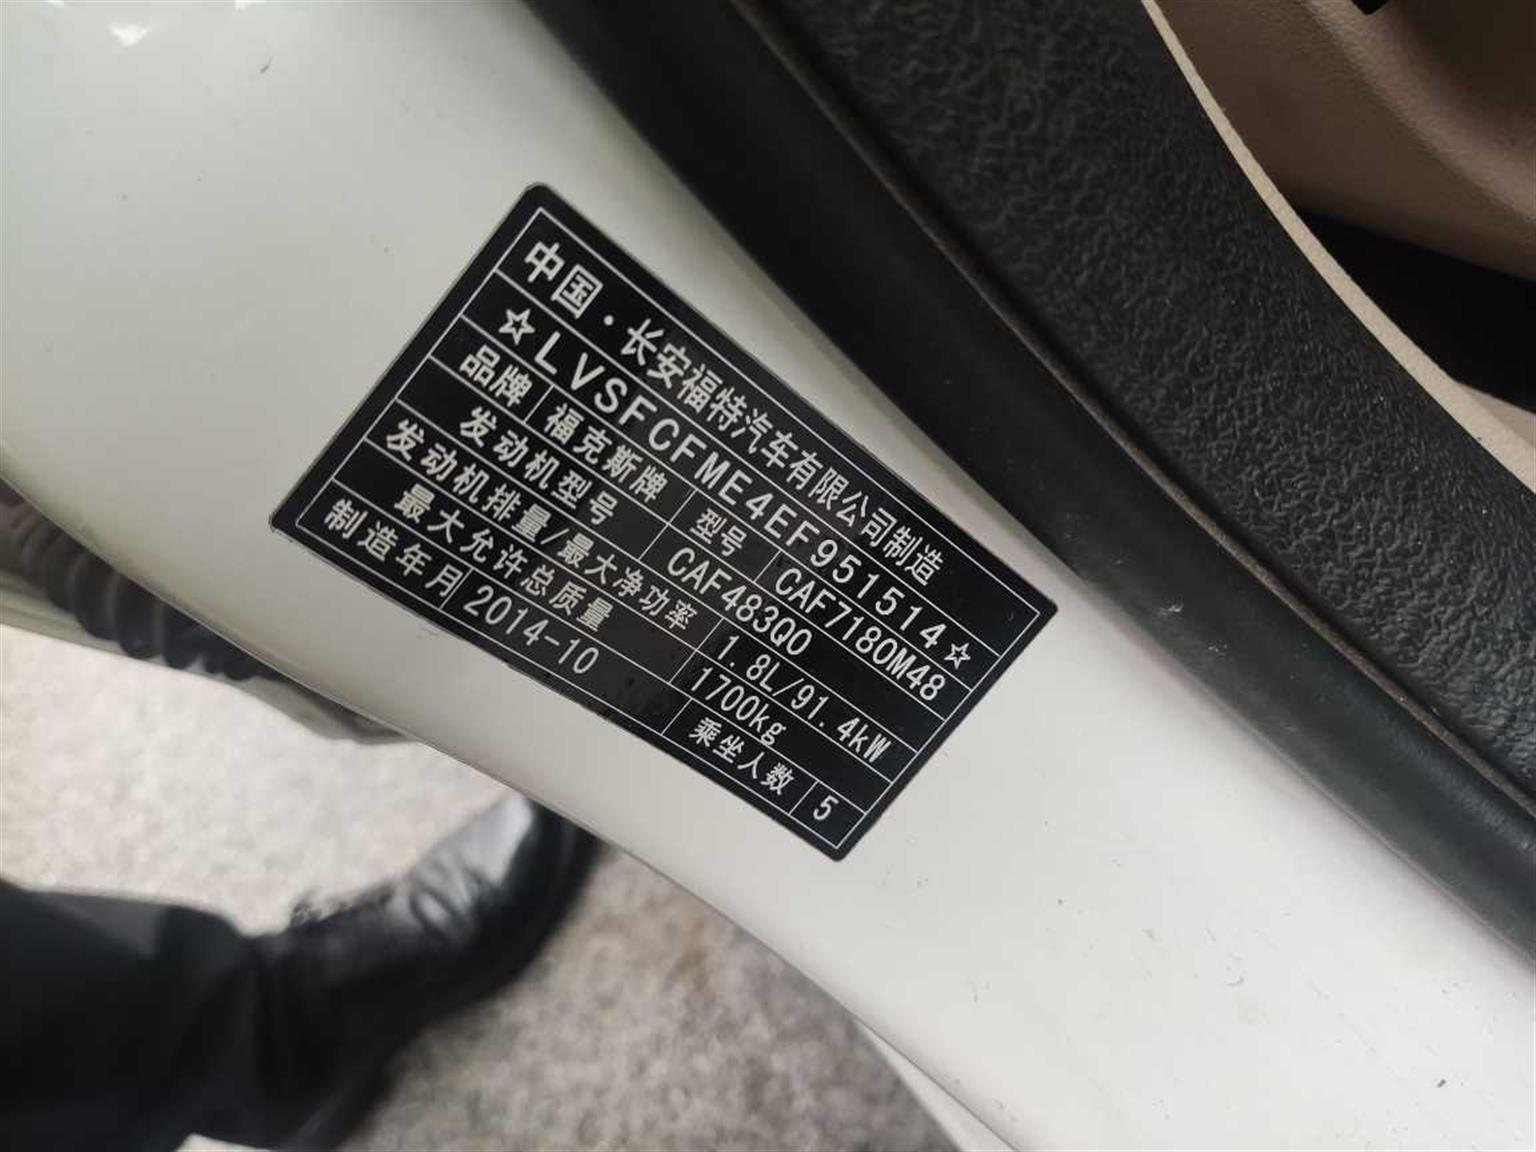 中国·长安福特汽车有限公司制造
☆LVSFCFME4EF951514☆
品牌 福克斯牌 型号 CAF7180M48
发动机型号 CAF483Q0
发动机排量/最大净功率 1.8L/91.4kW
最大允许总质量 1700kg
制造年月 2014-10 乘坐人数 5